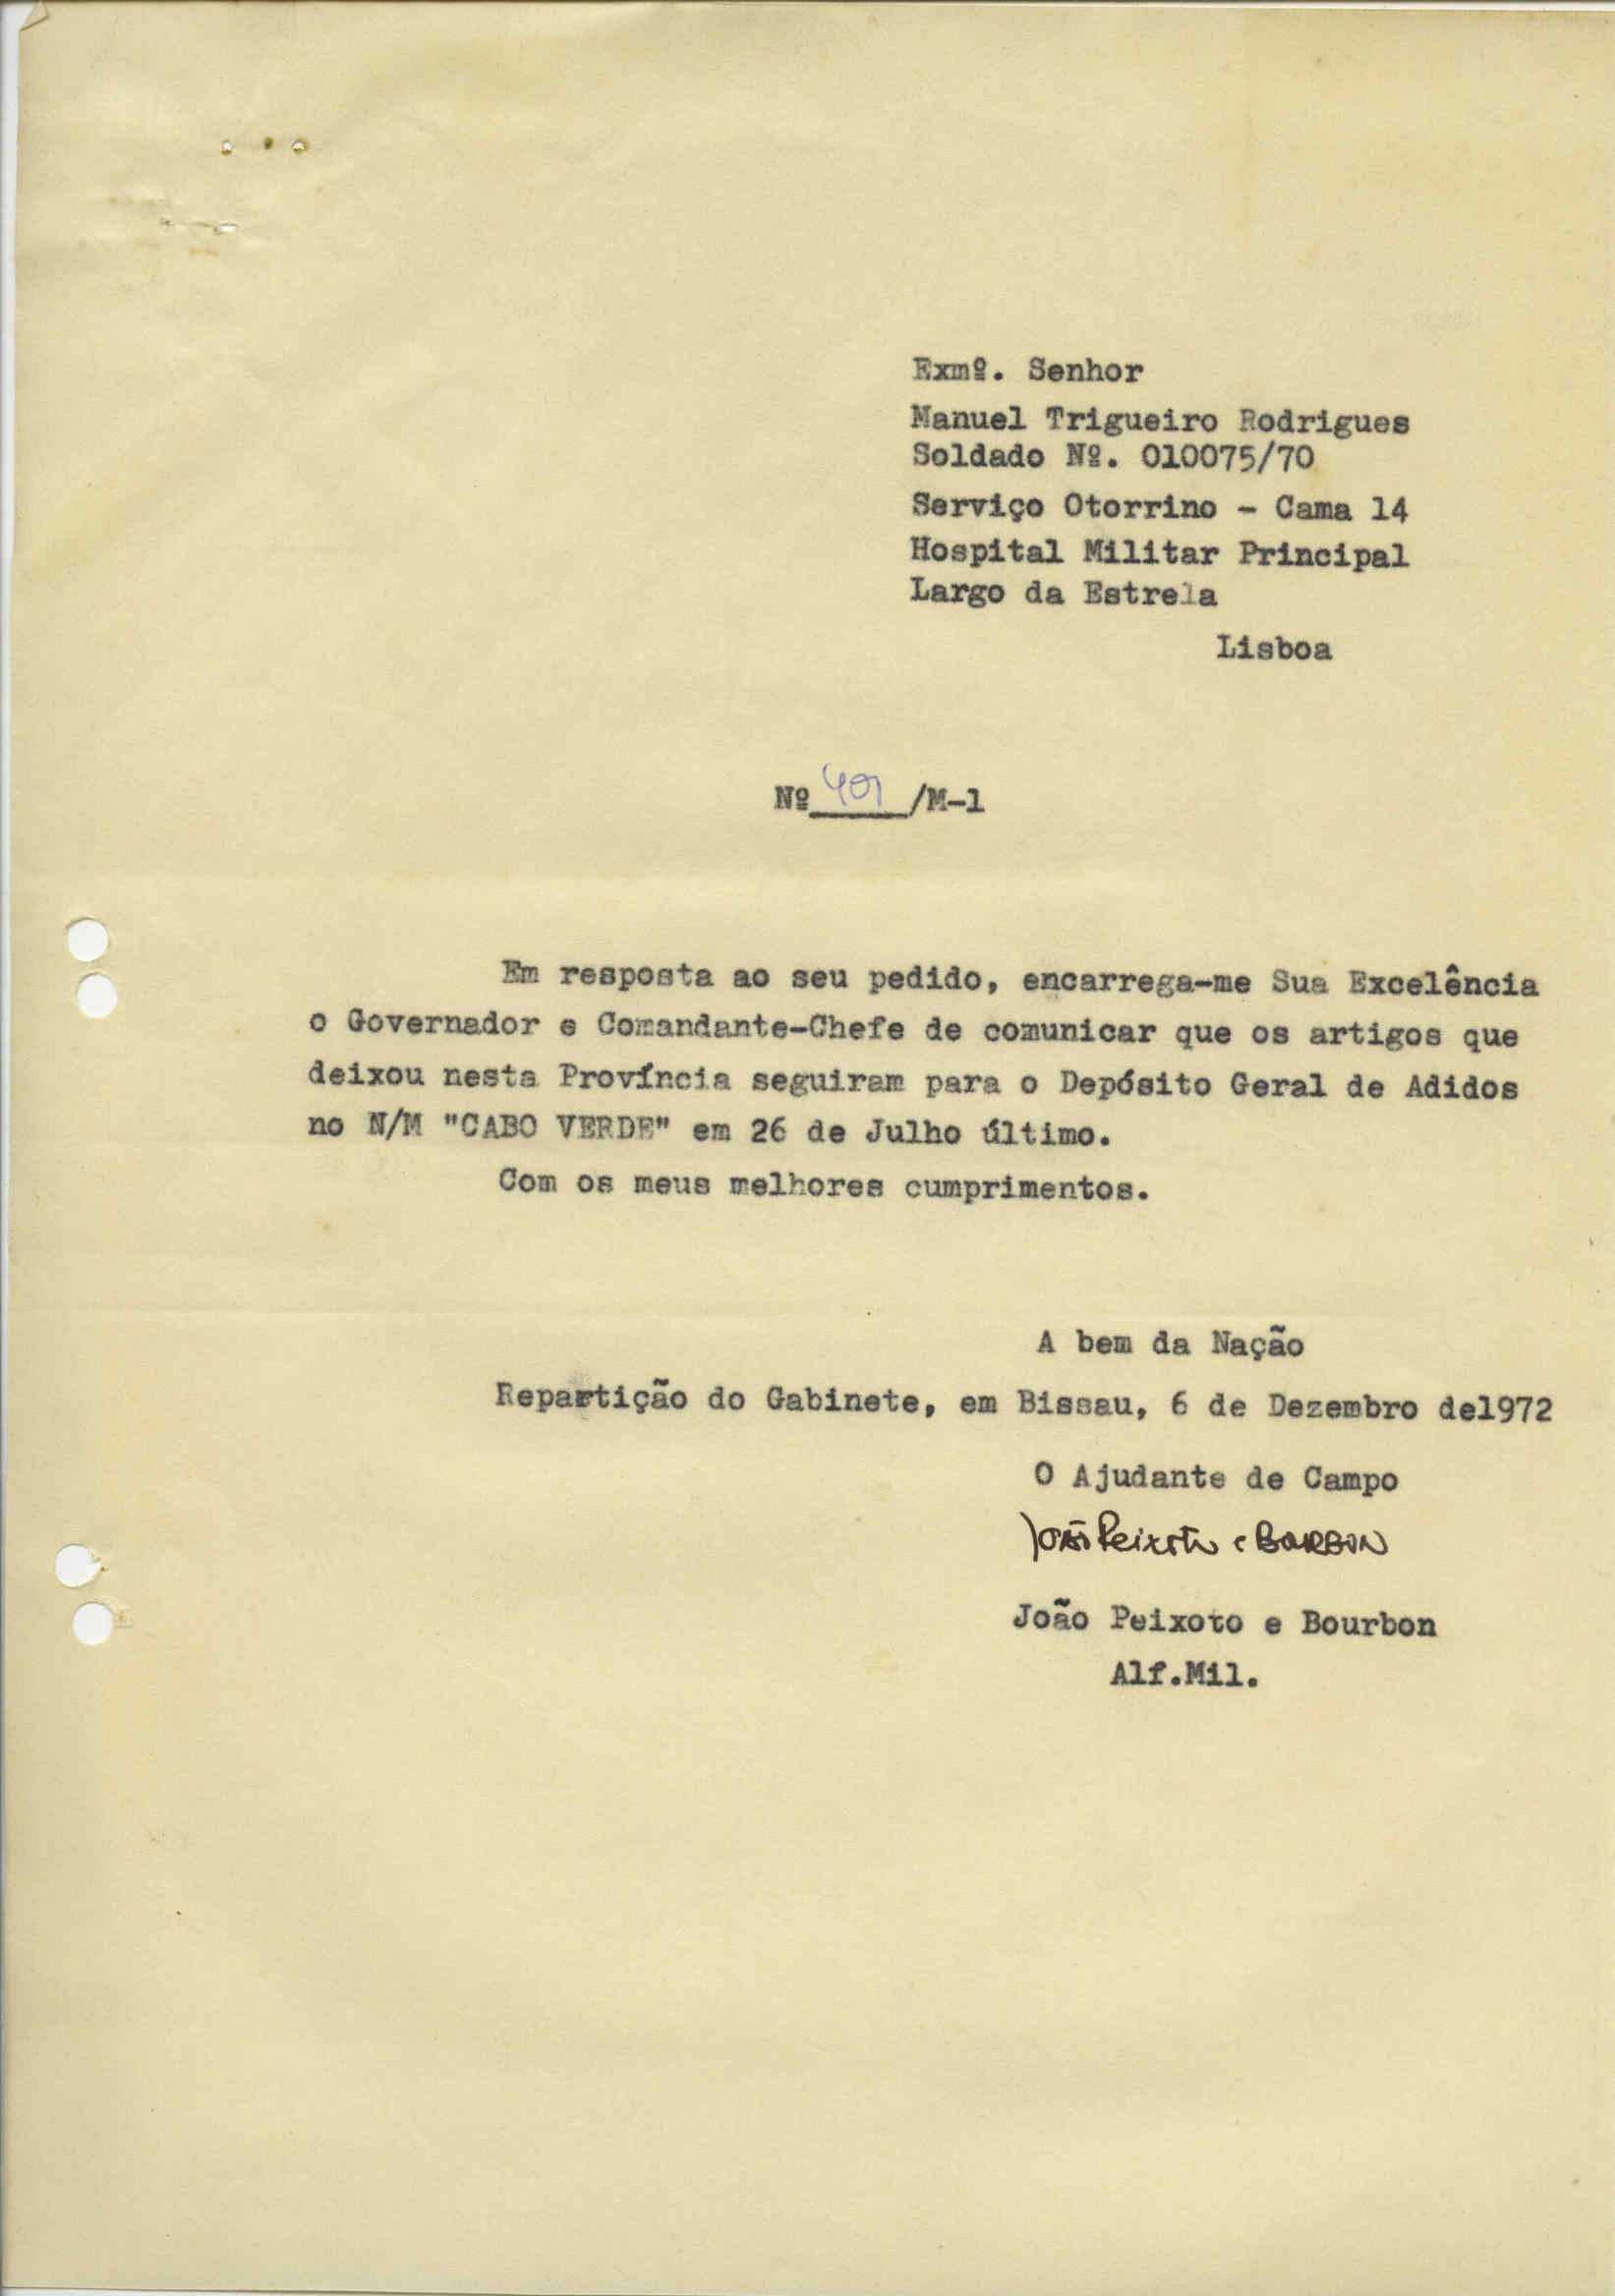 Exmº. Senhor
Manuel Trigueiro Rodrigues
Soldado Nº. 010075/70
Serviço Otorrino - Cama 14
Hospital Militar Principal
Largo da Estrela
Lisboa
Nº 401 /M-1
Em resposta ao seu pedido, encarrega-me Sua Excelência
o Governador e Comandante-Chefe de comunicar que os artigos que
deixou nesta Província seguiram para o Depósito Geral de Adidos
no N/M "CABO VERDE" em 26 de Julho último.
Com os meus melhores cumprimentos.
A bem da Nação
Repartição do Gabinete, em Bissau, 6 de Dezembro de1972
O Ajudante de Campo
João Peixoto e BOURBON
João Peixoto e Bourbon
Alf.Mil.